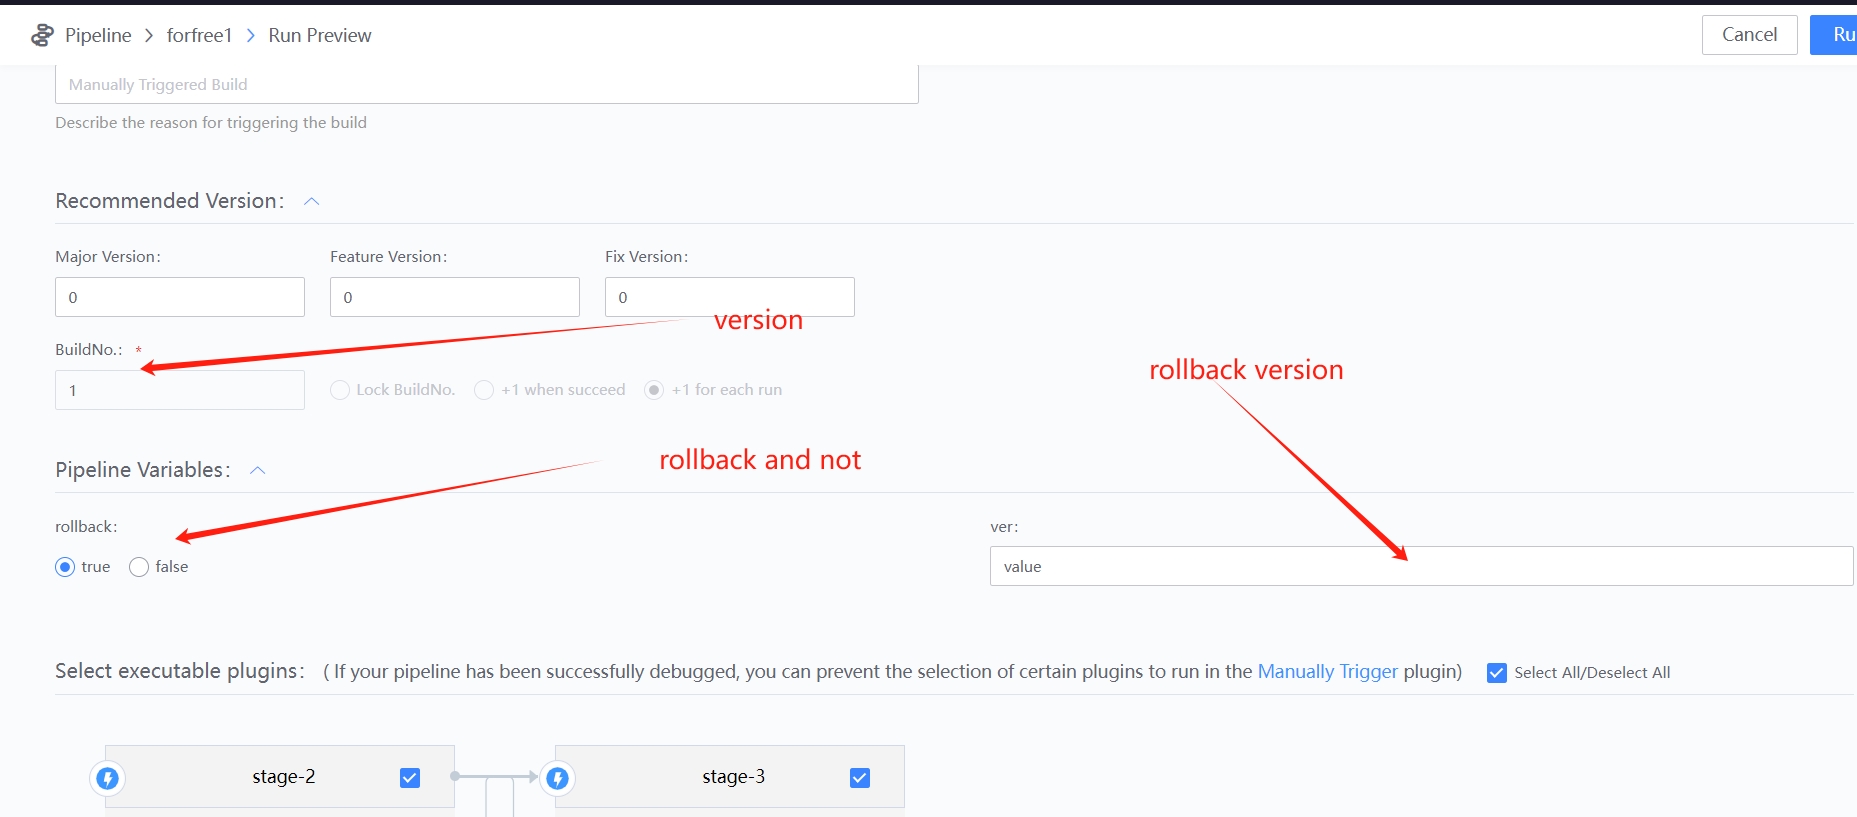 Pipeline > forfree1 > Run Preview
Cancel
Ru
Manually Triggered Build
Describe the reason for triggering the build
Recommended Version:
Major Version: Feature Version: Fix Version:
0 0 0
version
BuildNo.: *
1 Lock BuildNo. +1 when succeed +1 for each run
rollback version
rollback and not
Pipeline Variables:
rollback: ver:
true false value
Select executable plugins: ( If your pipeline has been successfully debugged, you can prevent the selection of certain plugins to run in the Manually Trigger plugin) Select All/Deselect All
stage-2 stage-3